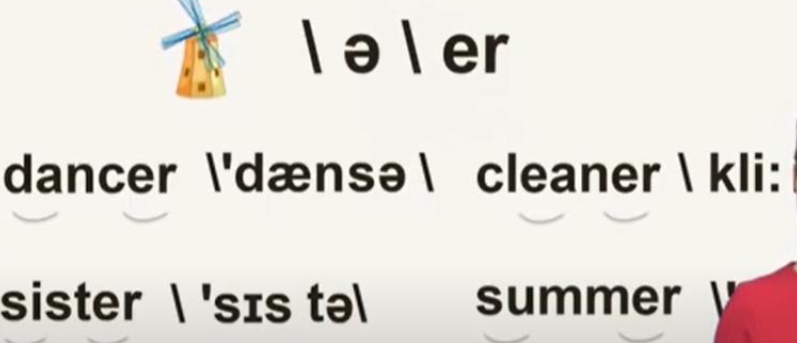 \ ə \ er
dancer \'dænsə \ cleaner \ kli:
sister \ 'sɪs tə\ summer \'